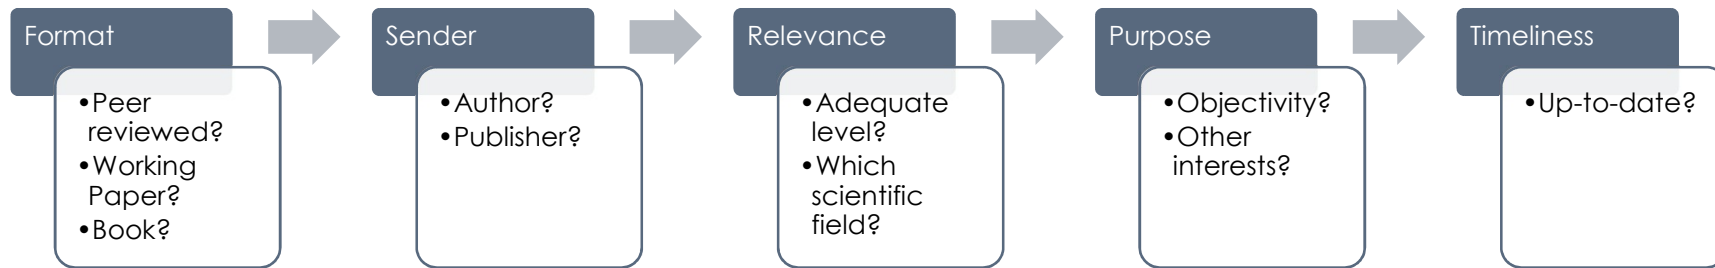 Format
•Peer
reviewed?
•Working
Paper?
•Book?
Sender
•Author?
•Publisher?
Relevance
•Adequate
level?
•Which
scientific
field?
Purpose
•Objectivity?
•Other
interests?
Timeliness
•Up-to-date?